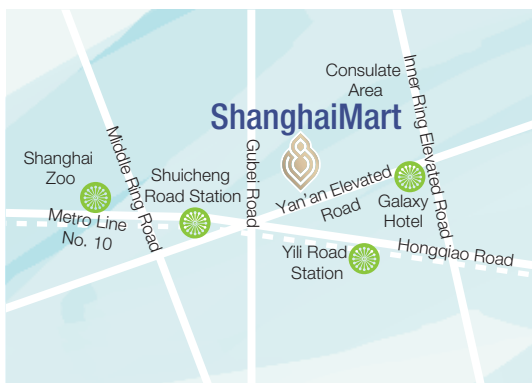 Consulate
Area
Inner Ring Elevated Road
ShanghaiMart
Middle Ring Road
Gubei Road
Shanghai
Zoo
Shuicheng
Road Station
Yan'an Elevated
Road
Galaxy
Hotel
Metro Line
No. 10
Yili Road
Station
Hongqiao Road